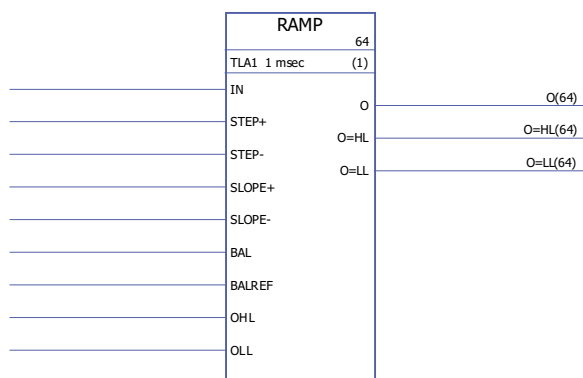 RAMP
64
TLA1 1 msec (1)
IN
STEP+
STEP-
SLOPE+
SLOPE-
BAL
BALREF
OHL
OLL
O
O=HL
O=LL
O(64)
O=HL(64)
O=LL(64)